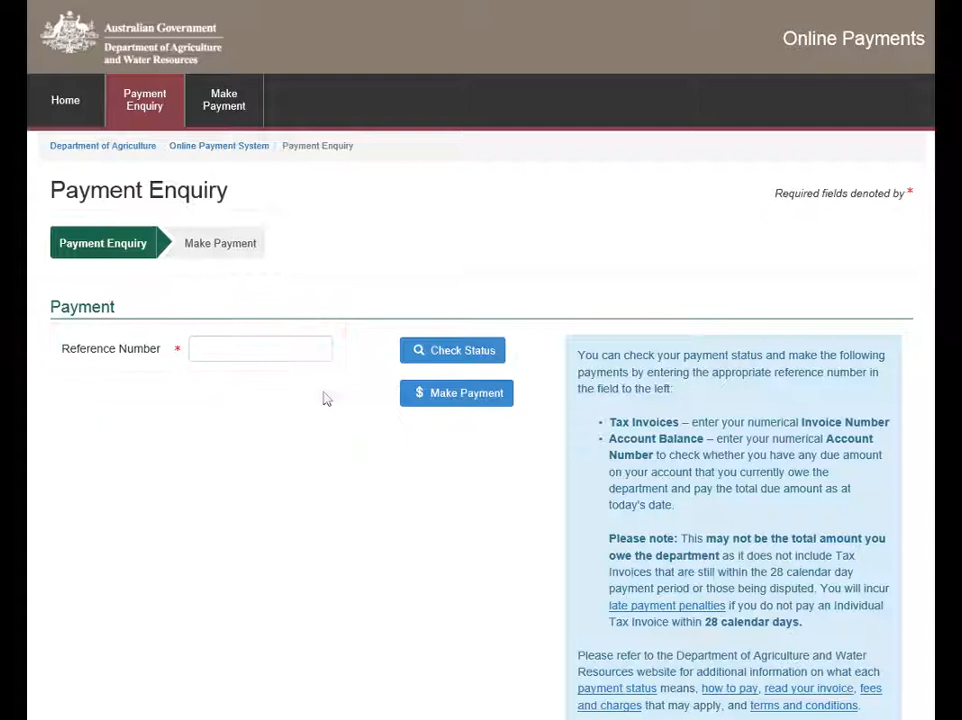 Australian Government
Department of Agriculture
and Water Resources
Online Payments
Home
Payment
Enquiry
Make
Payment
Department of Agriculture Online Payment System / Payment Enquiry
Payment Enquiry
Required fields denoted by *
Payment Enquiry
Make Payment
Payment
Reference Number *
Check Status
$ Make Payment
You can check your payment status and make the following
payments by entering the appropriate reference number in
the field to the left:
• Tax Invoices – enter your numerical Invoice Number
• Account Balance – enter your numerical Account
Number to check whether you have any due amount
on your account that you currently owe the
department and pay the total due amount as at
today's date.
Please note: This may not be the total amount you
owe the department as it does not include Tax
Invoices that are still within the 28 calendar day
payment period or those being disputed. You will incur
late payment penalties if you do not pay an Individual
Tax Invoice within 28 calendar days.
Please refer to the Department of Agriculture and Water
Resources website for additional information on what each
payment status means, how to pay, read your invoice, fees
and charges that may apply, and terms and conditions.